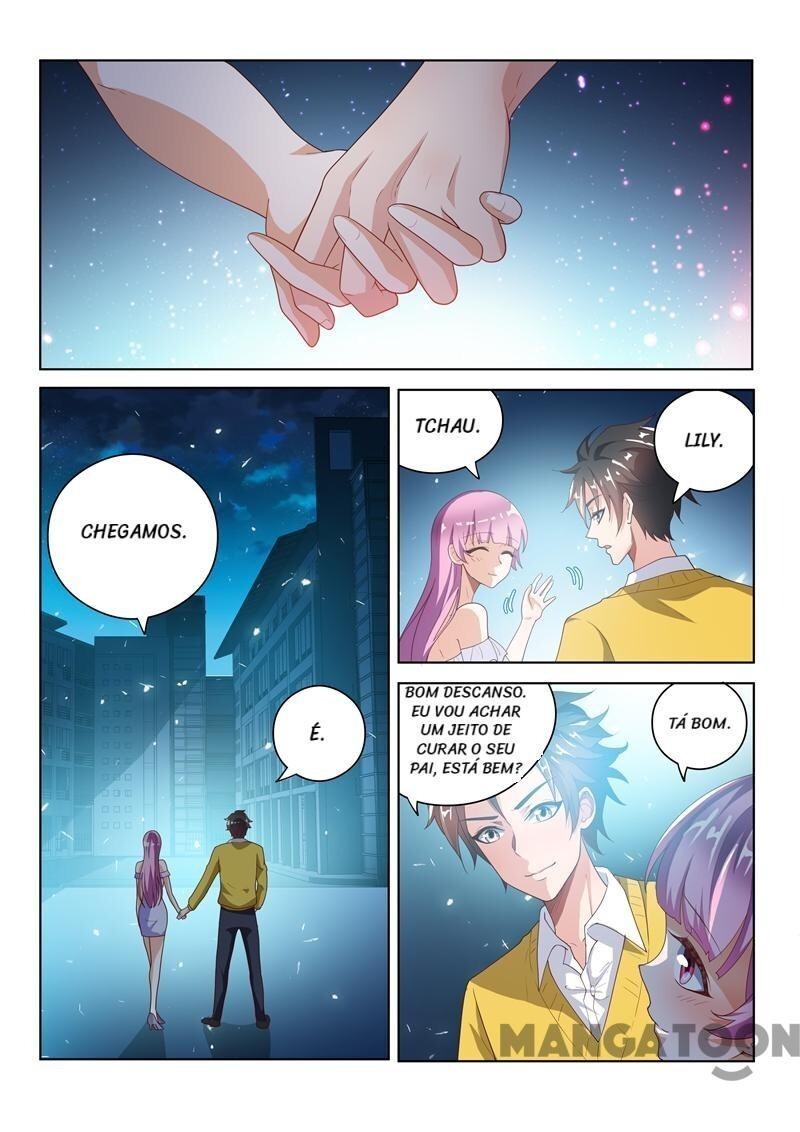 CHEGAMOS.
É.
TCHAU.
LILY.
BOM DESCANSO.
EU VOU ACHAR
UM JEITO DE
CURAR O SEU
PAI, ESTÁ BEM?
TÁ BOM.
MANGATOON